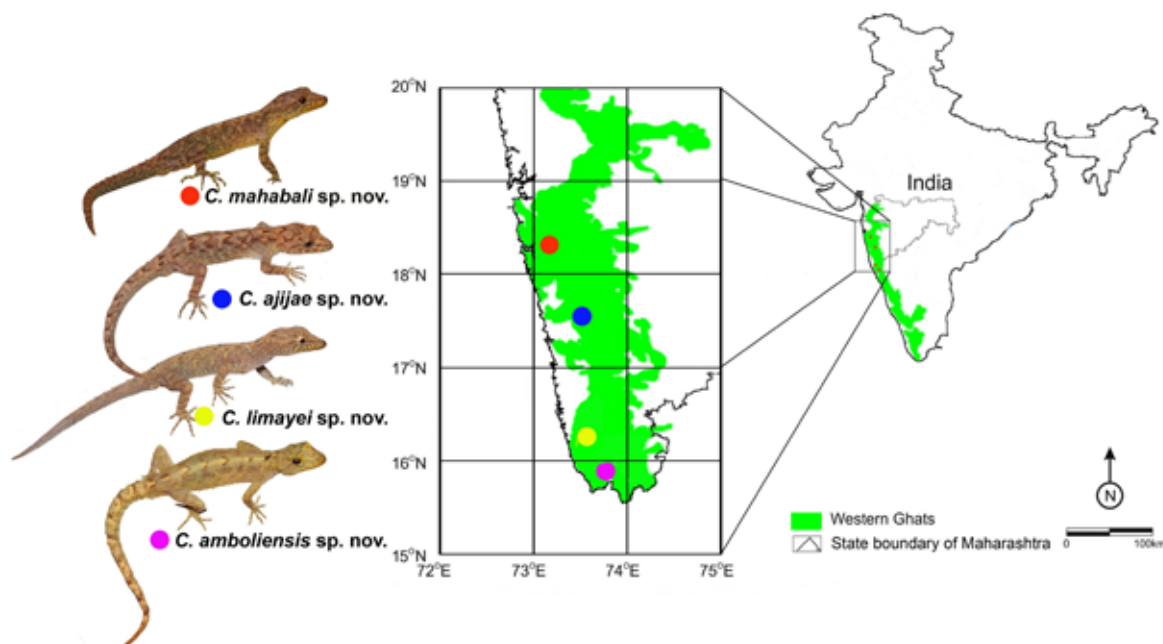 C. mahabali sp. nov.
C. ajijae sp. nov.
C. limayei sp. nov.
C. amboliensis sp. nov.
20°N
19°N
18°N
17°N
16°N
15°N
72°E
73°E
74°E
75°E
India
N
Western Ghats
State boundary of Maharashtra
0
100km